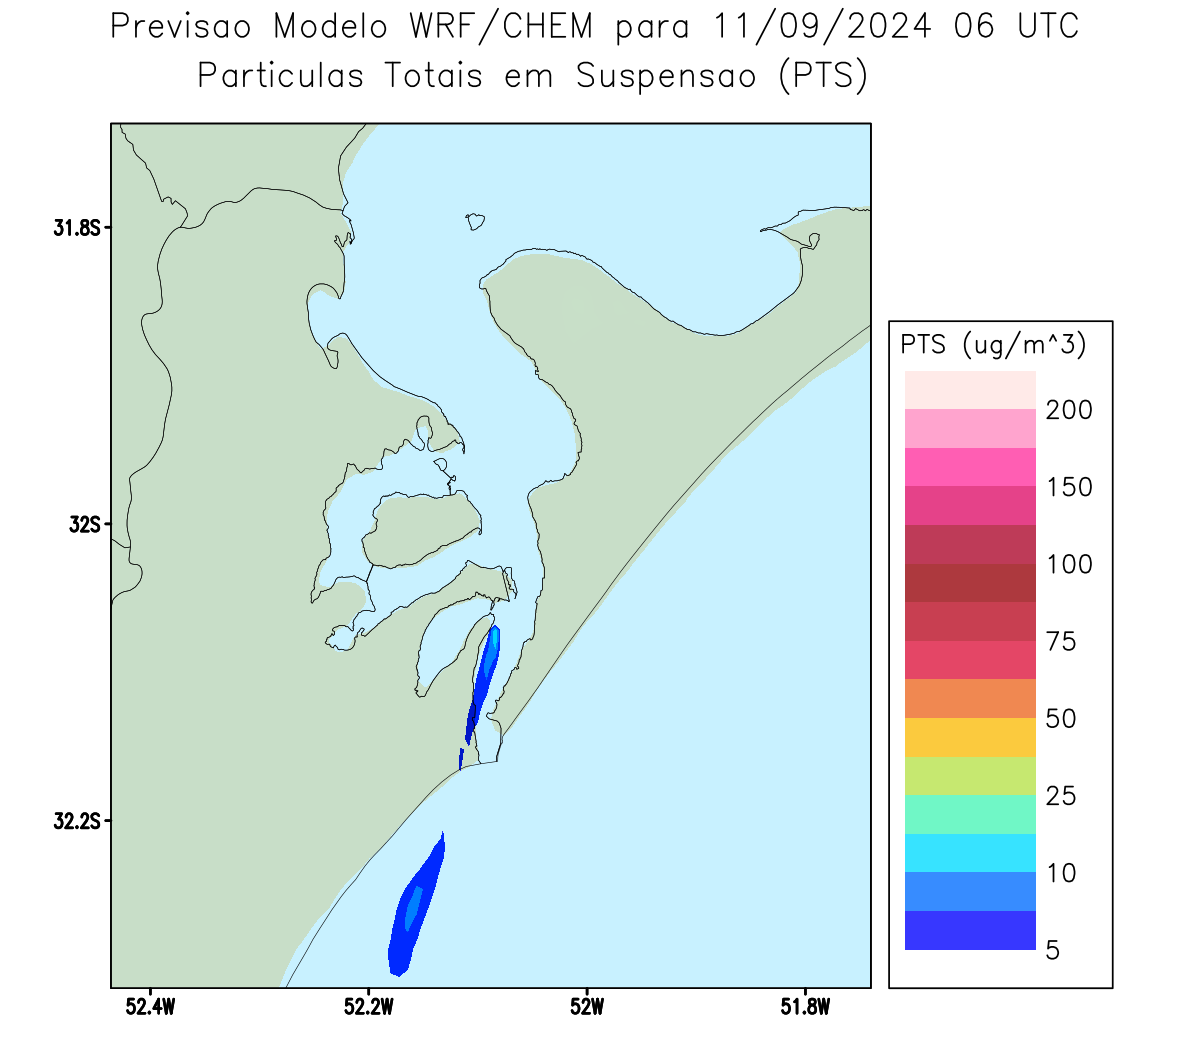 Previsao Modelo WRF/CHEM para 11/09/2024 06 UTC
Particulas Totais em Suspensao (PTS)
31.8S
32S
32.2S
52.4W
52.2W
52W
51.8W
PTS (ug/m^3)
200
150
100
75
50
25
10
5